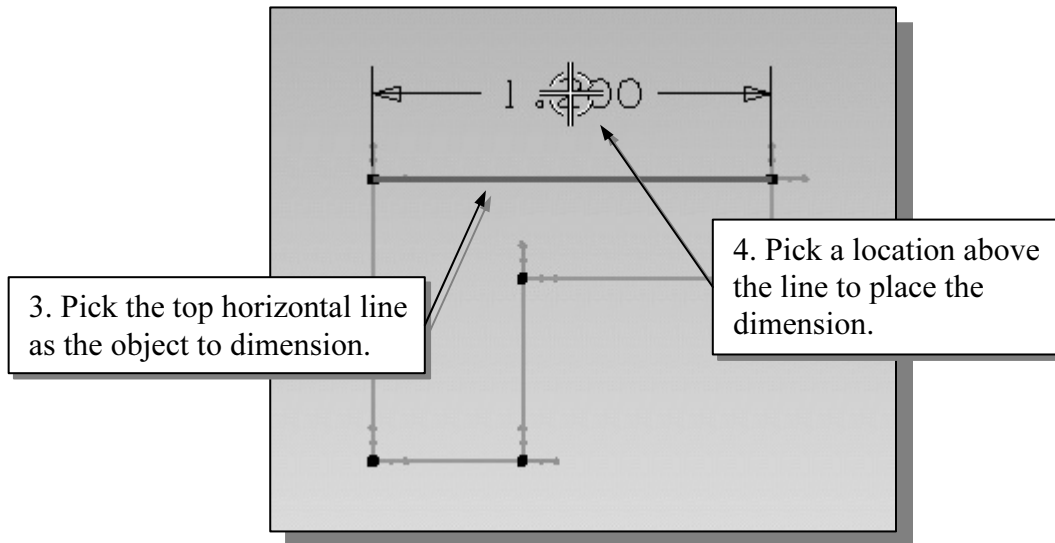 3. Pick the top horizontal line
as the object to dimension.
4. Pick a location above
the line to place the
dimension.